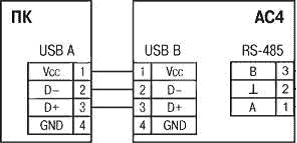 ПК
АС4
USB A
USB B
RS-485
Vcc 1
1 Vcc
B 3
D– 2
2 D–
⊥ 2
D+ 3
3 D+
A 1
GND 4
4 GND